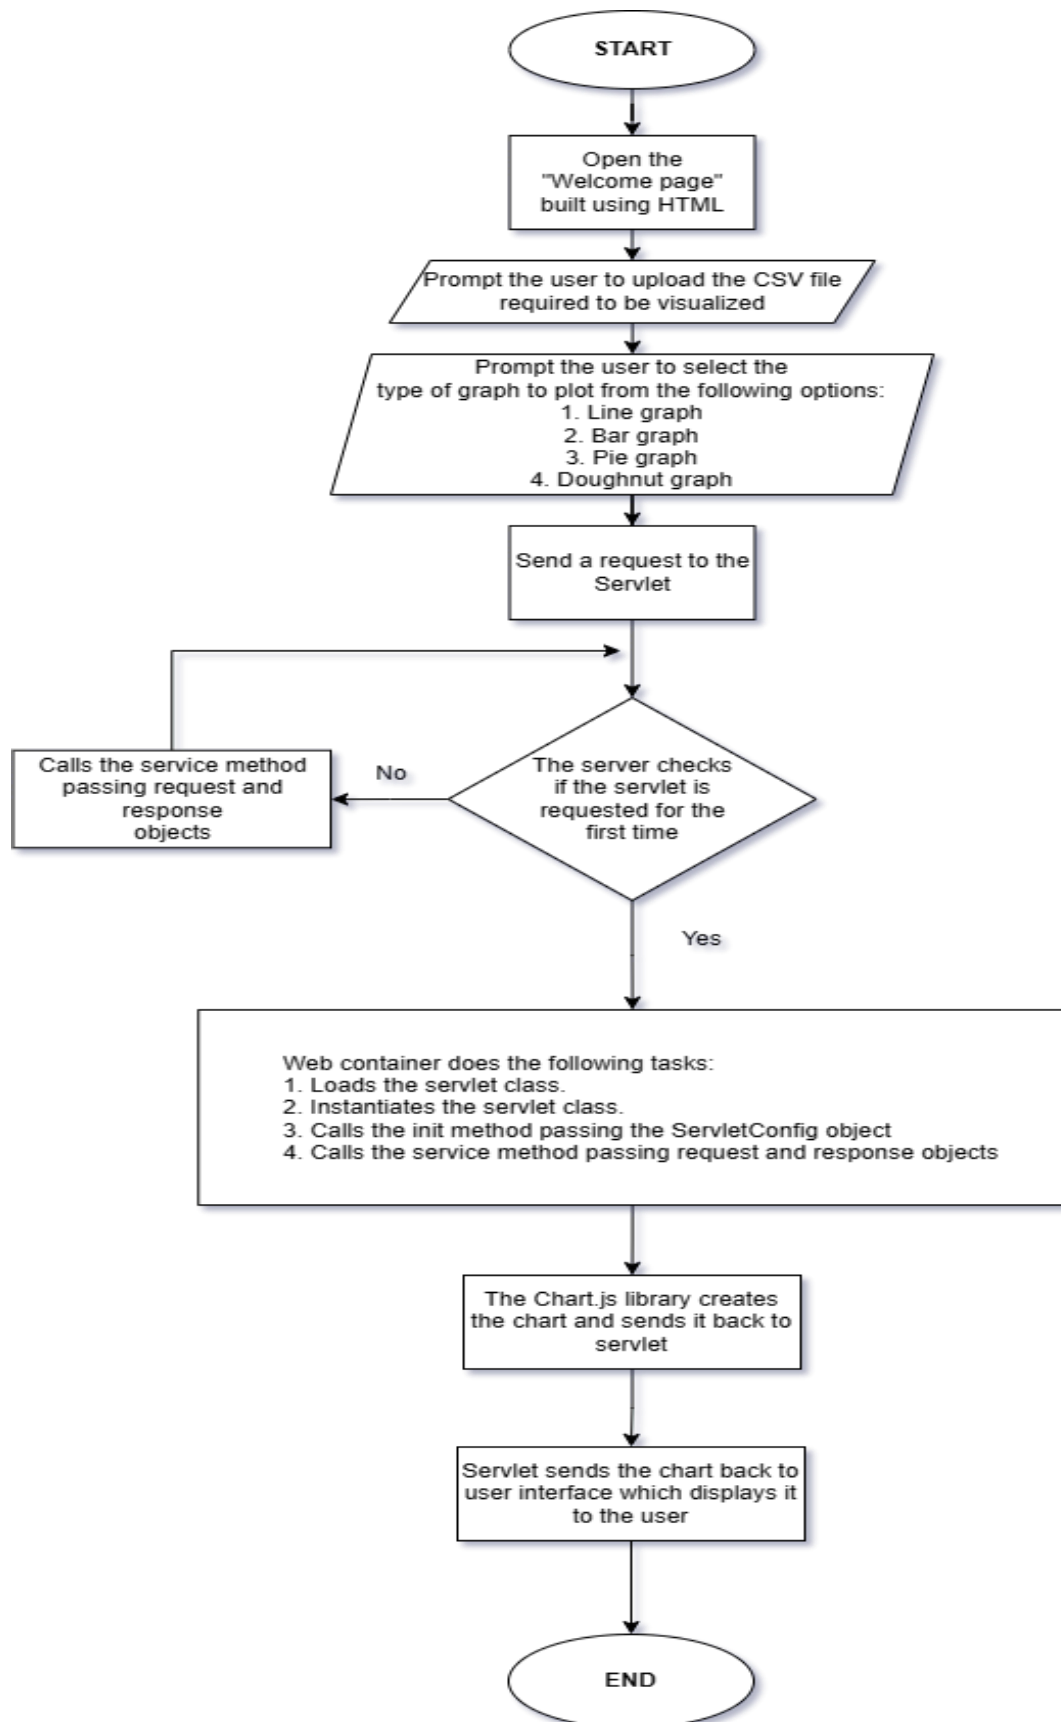 START
Open the
"Welcome page"
built using HTML
Prompt the user to upload the CSV file
required to be visualized
Prompt the user to select the
type of graph to plot from the following options:
1. Line graph
2. Bar graph
3. Pie graph
4. Doughnut graph
Send a request to the
Servlet
The server checks
if the servlet is
requested for the
first time
No
Calls the service method
passing request and
response
objects
Yes
Web container does the following tasks:
1. Loads the servlet class.
2. Instantiates the servlet class.
3. Calls the init method passing the ServletConfig object
4. Calls the service method passing request and response objects
The Chart.js library creates
the chart and sends it back to
servlet
Servlet sends the chart back to
user interface which displays it
to the user
END